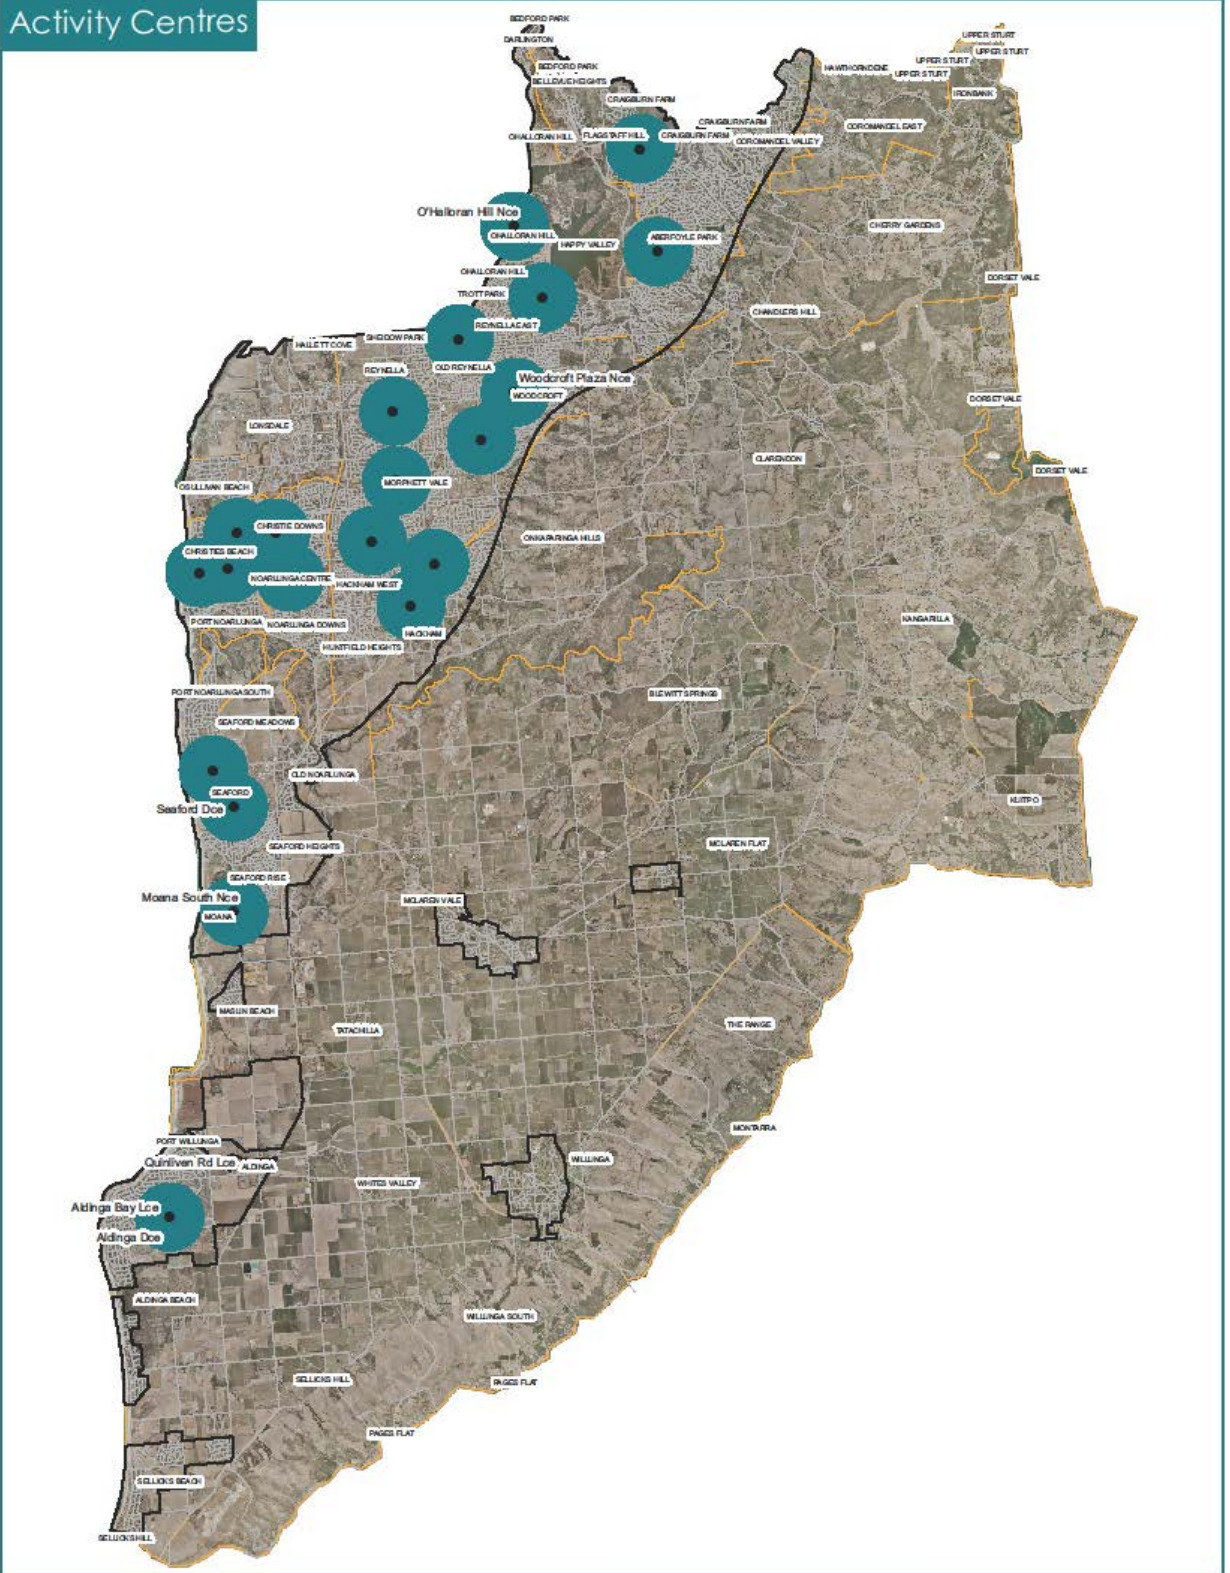 Activity Centres
BEDFORD PARK
DARLINGTON
UPPER STURT
UPPER STURT
UPPER STURT
BEDFORD PARK
HAWTHORNDENE
UPPER STURT
BELLEVUE HEIGHTS
IRONBANK
CRAIGBURN FARM
CRAIGBURN FARM
COROMANDEL EAST
OHALLORAN HILL
FLAGSTAFF HILL
CRAIGBURN FARM
COROMANDEL VALLEY
O'Halloran Hill Nce
CHERRY GARDENS
OHALLORAN HILL
HAPPY VALLEY
ABERFOYLE PARK
OHALLORAN HILL
DORSET VALE
TROTT PARK
CHANDLERS HILL
REYNELLA EAST
SHEIDOW PARK
HALLETT COVE
REYNELLA
OLD REYNELLA
Woodcroft Plaza Nce
WOODCROFT
DORSET VALE
LONSDALE
CLARENDON
DORSET VALE
MORPHETT VALE
OSULLIVAN BEACH
CHRISTIE DOWNS
ONKAPARINGA HILLS
CHRISTIES BEACH
NOARLUNGA CENTRE
HACKHAM WEST
PORT NOARLUNGA
NOARLUNGA DOWNS
KANGARILLA
HACKHAM
HUNTFIELD HEIGHTS
PORT NOARLUNGA SOUTH
BLEWITT SPRINGS
SEAFORD MEADOWS
OLD NOARLUNGA
SEAFORD
KUITPO
Seaford Dce
SEAFORD HEIGHTS
MCLAREN FLAT
SEAFORD RISE
Moana South Nce
MCLAREN VALE
MOANA
MASLIN BEACH
THE RANGE
TATACHILLA
MONTARRA
PORT WILLUNGA
Quinliven Rd Lce
ALDINGA
WILLUNGA
WHITES VALLEY
Aldinga Bay Lce
Aldinga Dce
ALDINGA BEACH
WILLUNGA SOUTH
SELLICKS HILL
PAGES FLAT
PAGES FLAT
SELLICKS BEACH
SELLICKS HILL